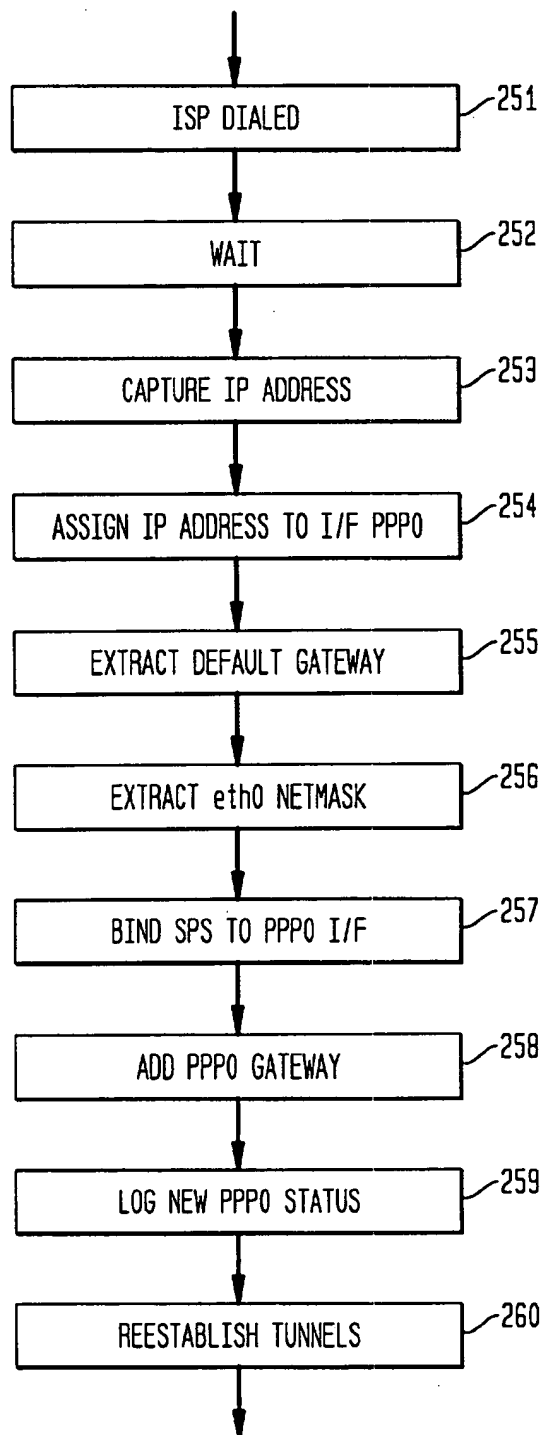 ISP DIALED
251
WAIT
252
CAPTURE IP ADDRESS
253
ASSIGN IP ADDRESS TO I/F PPP0
254
EXTRACT DEFAULT GATEWAY
255
EXTRACT eth0 NETMASK
256
BIND SPS TO PPP0 I/F
257
ADD PPP0 GATEWAY
258
LOG NEW PPP0 STATUS
259
REESTABLISH TUNNELS
260